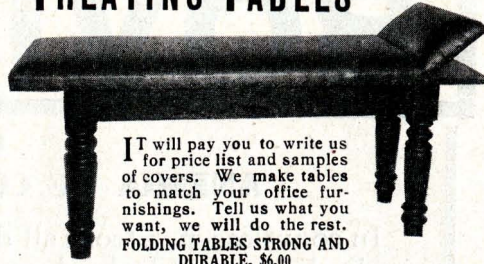 TREATING TABLES
IT will pay you to write us
for price list and samples
of covers. We make tables
to match your office fur-
nishings. Tell us what you
want, we will do the rest.
FOLDING TABLES STRONG AND
DURABLE, $6.00